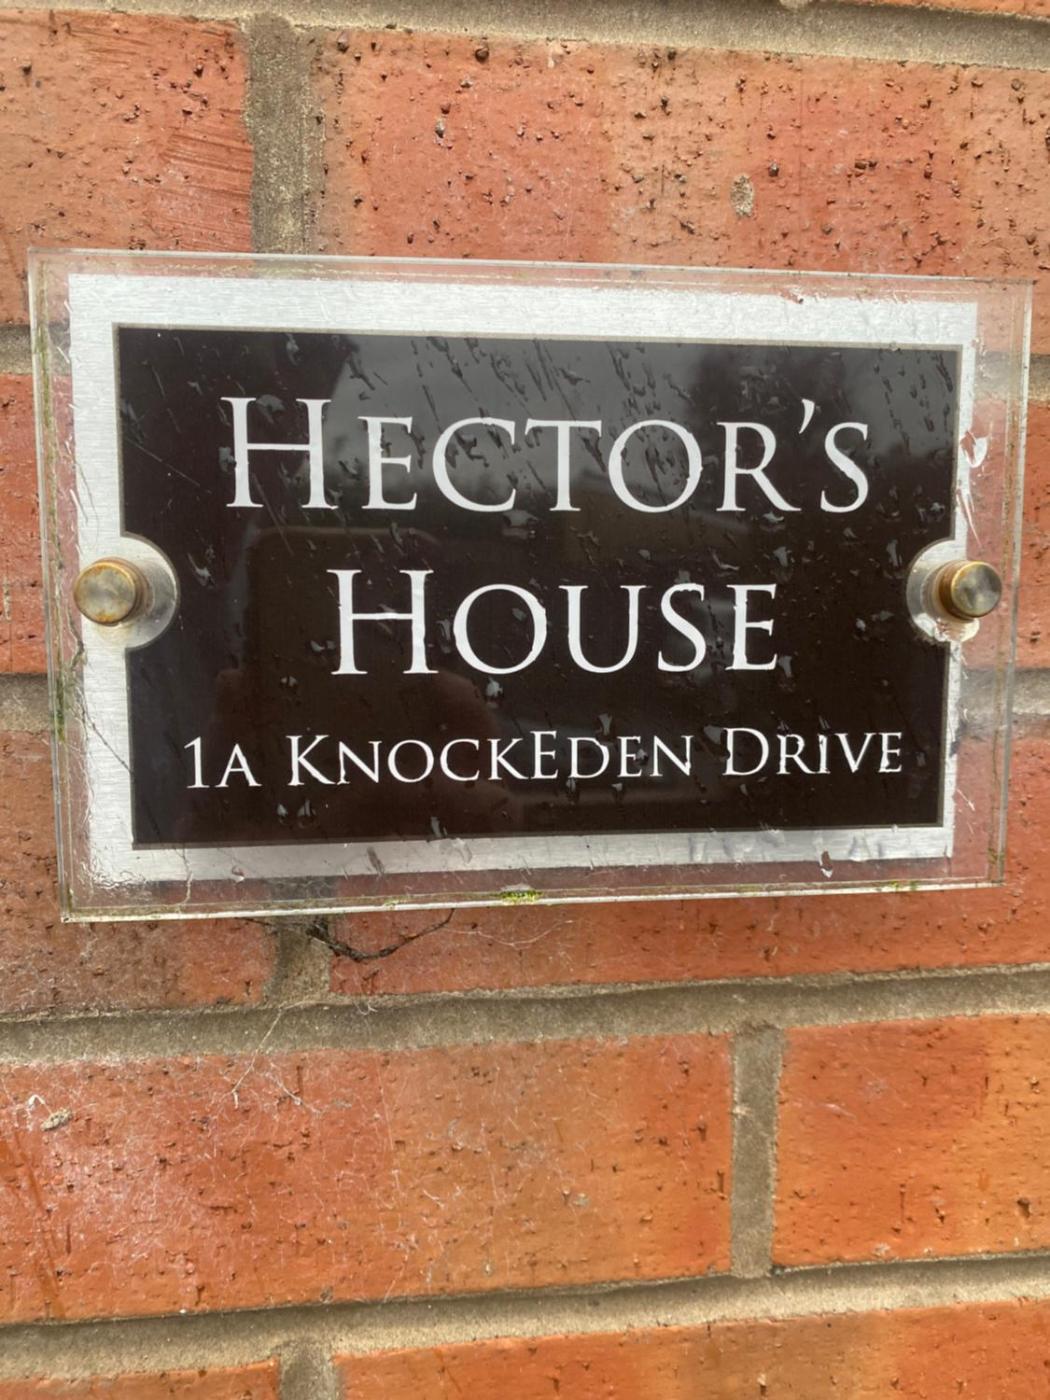 HECTOR'S
HOUSE
1A KNOCKEDEN DRIVE